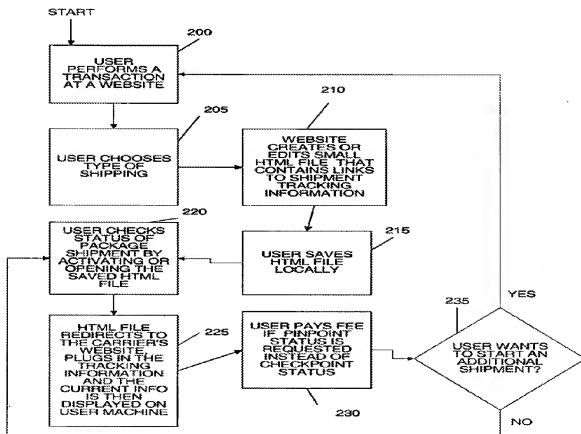 START
200
USER
PERFORMS A
TRANSACTION
AT A WEBSITE
205
USER CHOOSES
TYPE OF
SHIPPING
210
WEBSITE
CREATES OR
EDITS SMALL
HTML FILE THAT
CONTAINS LINKS
TO SHIPMENT
TRACKING
INFORMATION
215
USER SAVES
HTML FILE
LOCALLY
220
USER CHECKS
STATUS OF
PACKAGE
SHIPMENT BY
ACTIVATING OR
OPENING THE
SAVED HTML
FILE
225
HTML FILE
REDIRECTS TO
THE CARRIER'S
WEBSITE,
PLUGS IN THE
TRACKING
INFORMATION
AND THE
CURRENT INFO
IS THEN
DISPLAYED ON
USER MACHINE
USER PAYS FEE
IF PINPOINT
STATUS IS
REQUESTED
INSTEAD OF
CHECKPOINT
STATUS
230
235
USER WANTS
TO START AN
ADDITIONAL
SHIPMENT?
YES
NO